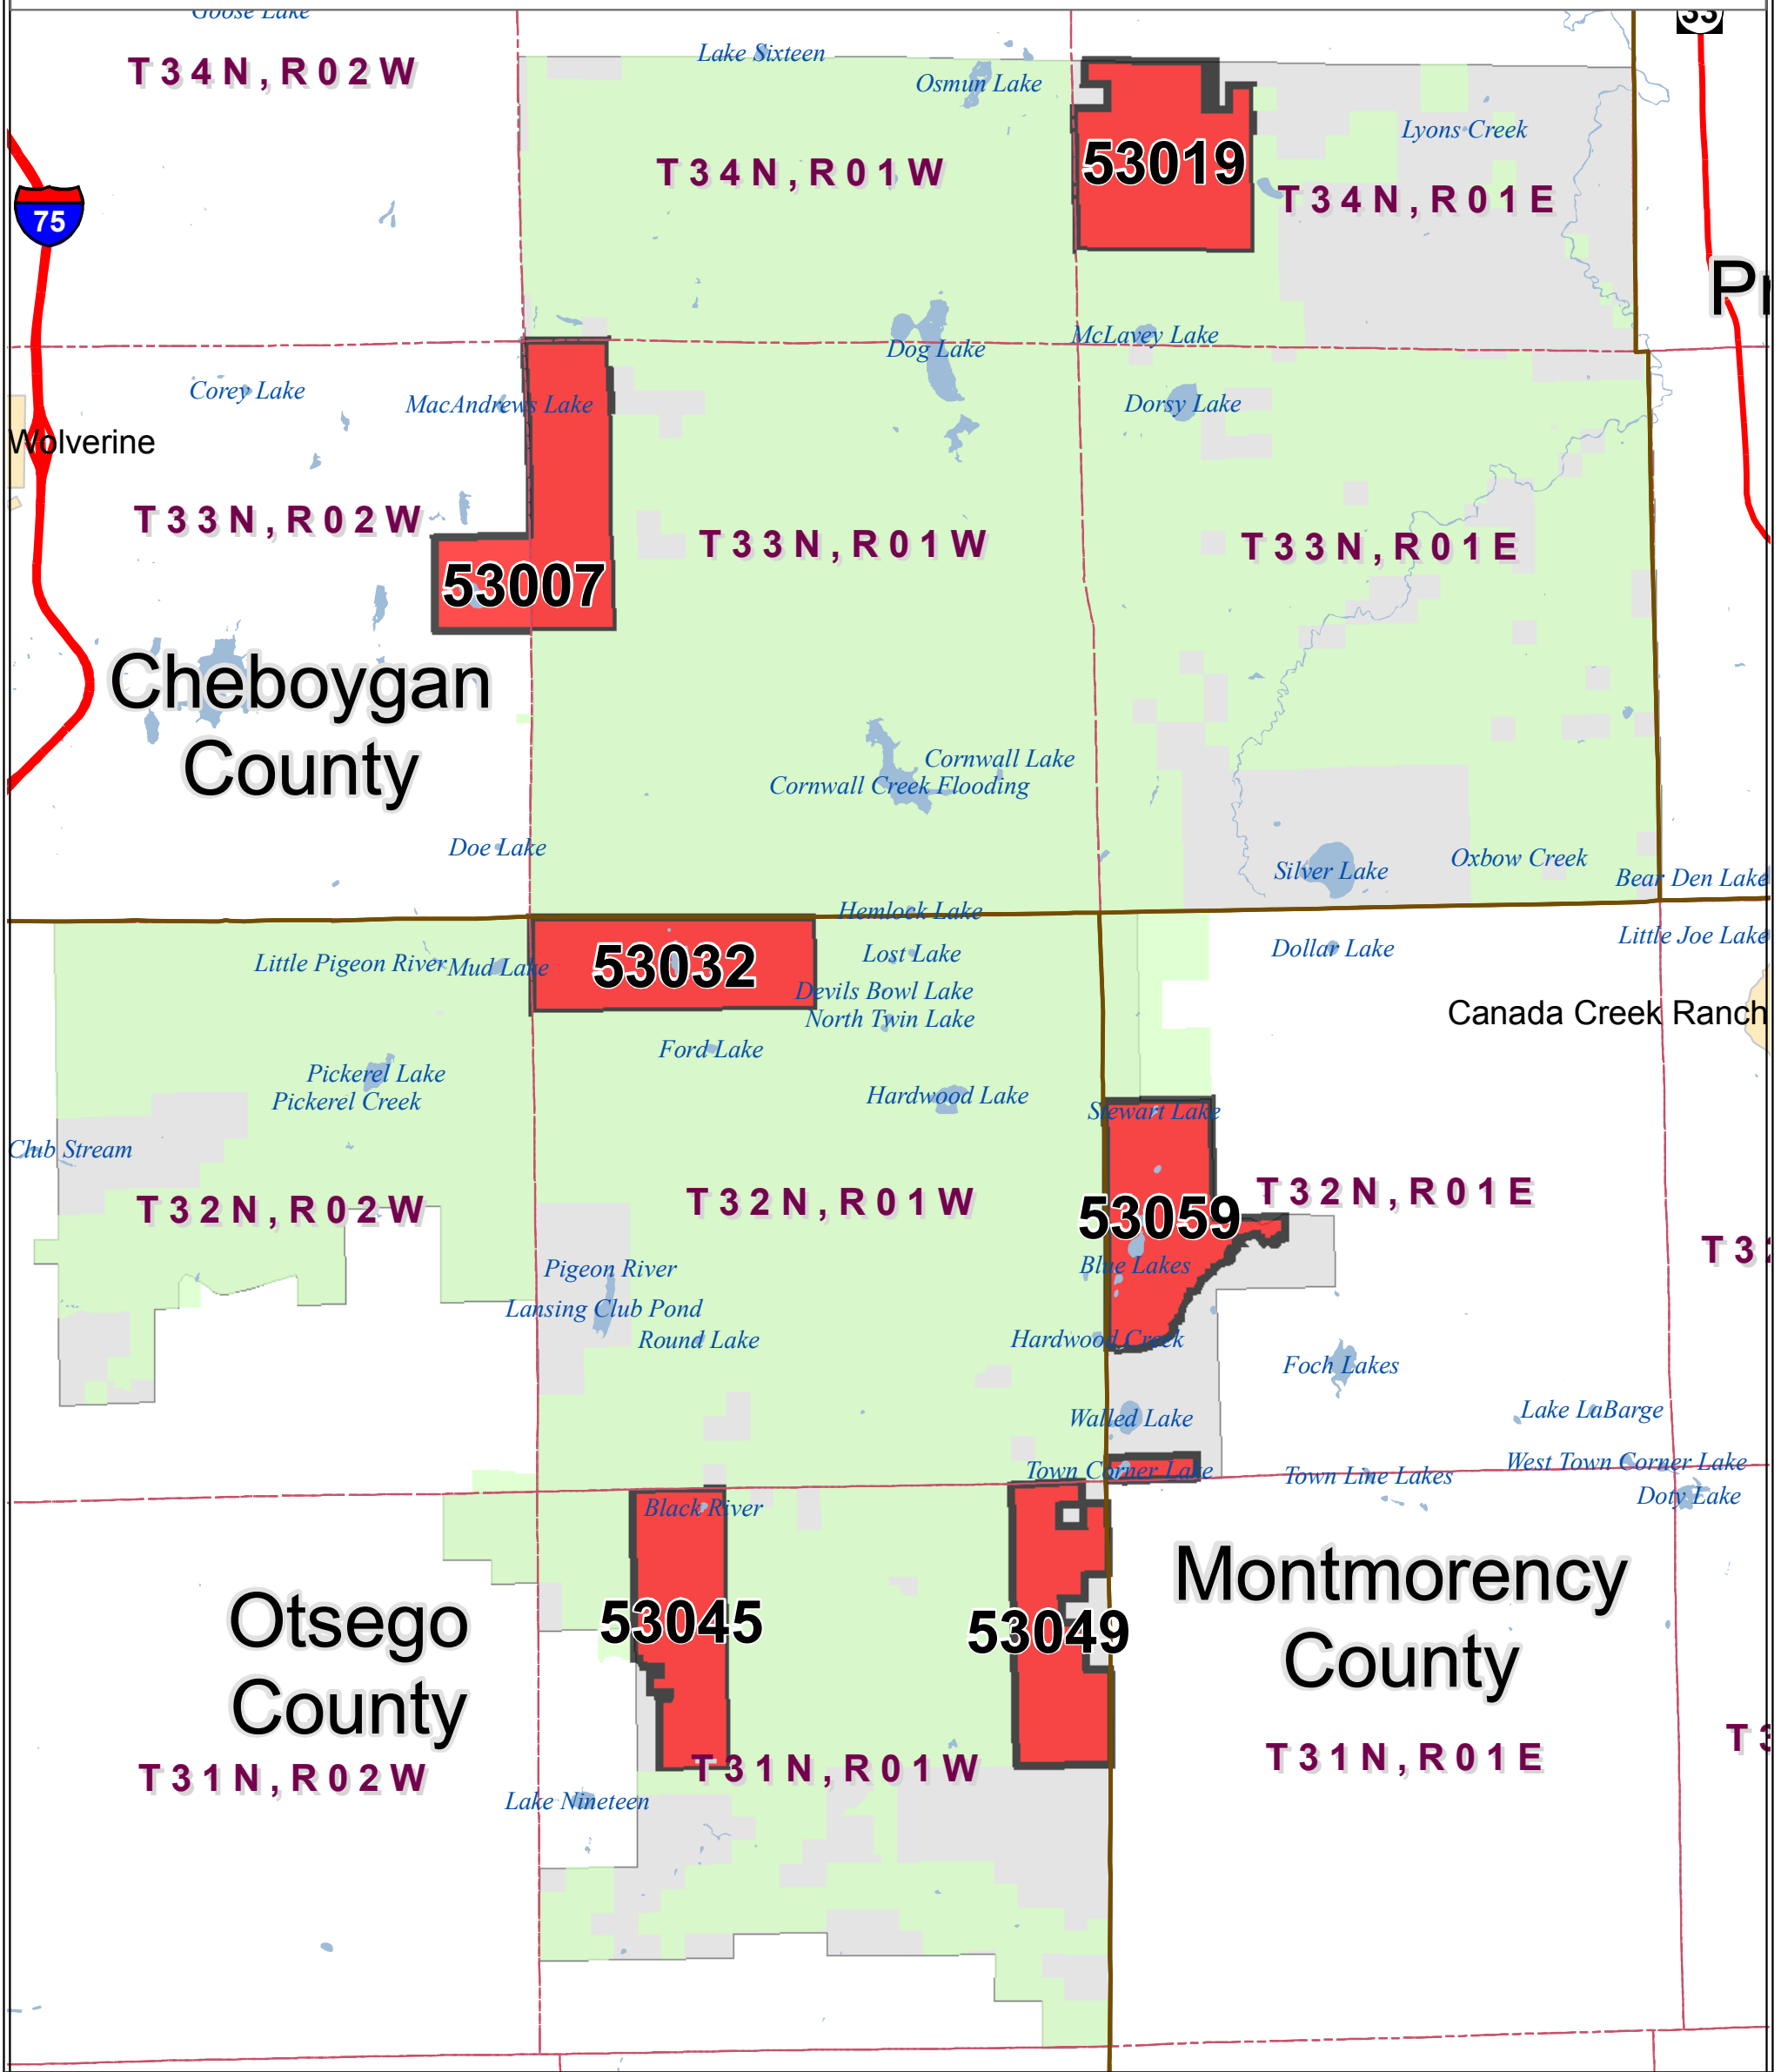 Goose Lake
33
Lake Sixteen
T34N,R02W
Osmun Lake
Lyons Creek
53019
T34N,R01W
T34N,R01E
75
Pr
McLavey Lake
Dog Lake
Corey Lake
MacAndrews Lake
Dorsy Lake
Wolverine
T33N,R02W
T33N,R01W
T33N,R01E
53007
Cheboygan
County
Cornwall Lake
Cornwall Creek Flooding
Doe Lake
Silver Lake
Oxbow Creek
Bear Den Lake
Hemlock Lake
Little Joe Lake
Dollar Lake
Lost Lake
Little Pigeon River
Mud Lake
53032
Devils Bowl Lake
North Twin Lake
Canada Creek Ranch
Ford Lake
Pickerel Lake
Pickerel Creek
Hardwood Lake
Stewart Lake
Club Stream
T32N,R02W
T32N,R01W
T32N,R01E
53059
T32
Pigeon River
Blue Lakes
Lansing Club Pond
Round Lake
Hardwood Creek
Foch Lakes
Walled Lake
Lake LaBarge
Town Corner Lake
Town Line Lakes
West Town Corner Lake
Doty Lake
Black River
Otsego
County
53045
53049
Montmorency
County
T31N,R02W
T31N,R01W
T31N,R01E
T3
Lake Nineteen